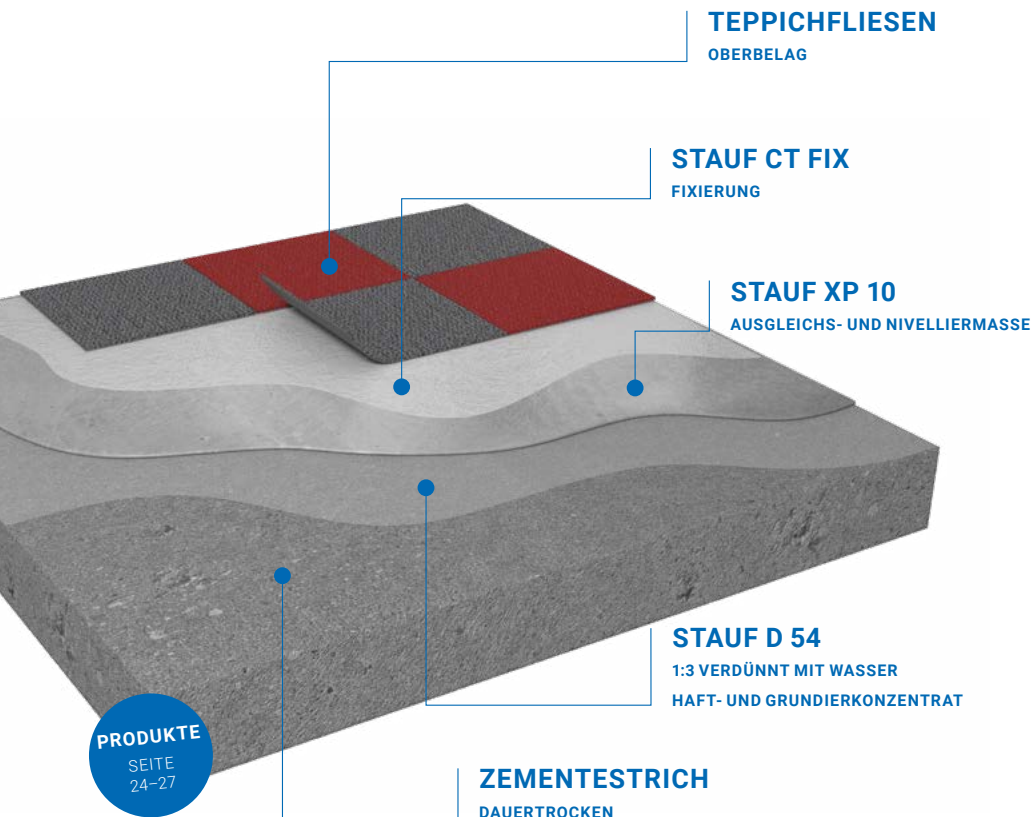 TEPPICHFLIESEN
OBERBELAG
STAUF CT FIX
FIXIERUNG
STAUF XP 10
AUSGLEICHS- UND NIVELLIERMASSE
STAUF D 54
1:3 VERDÜNNT MIT WASSER
HAFT- UND GRUNDIERKONZENTRAT
PRODUKTE
SEITE
24–27
ZEMENTESTRICH
DAUERTROCKEN